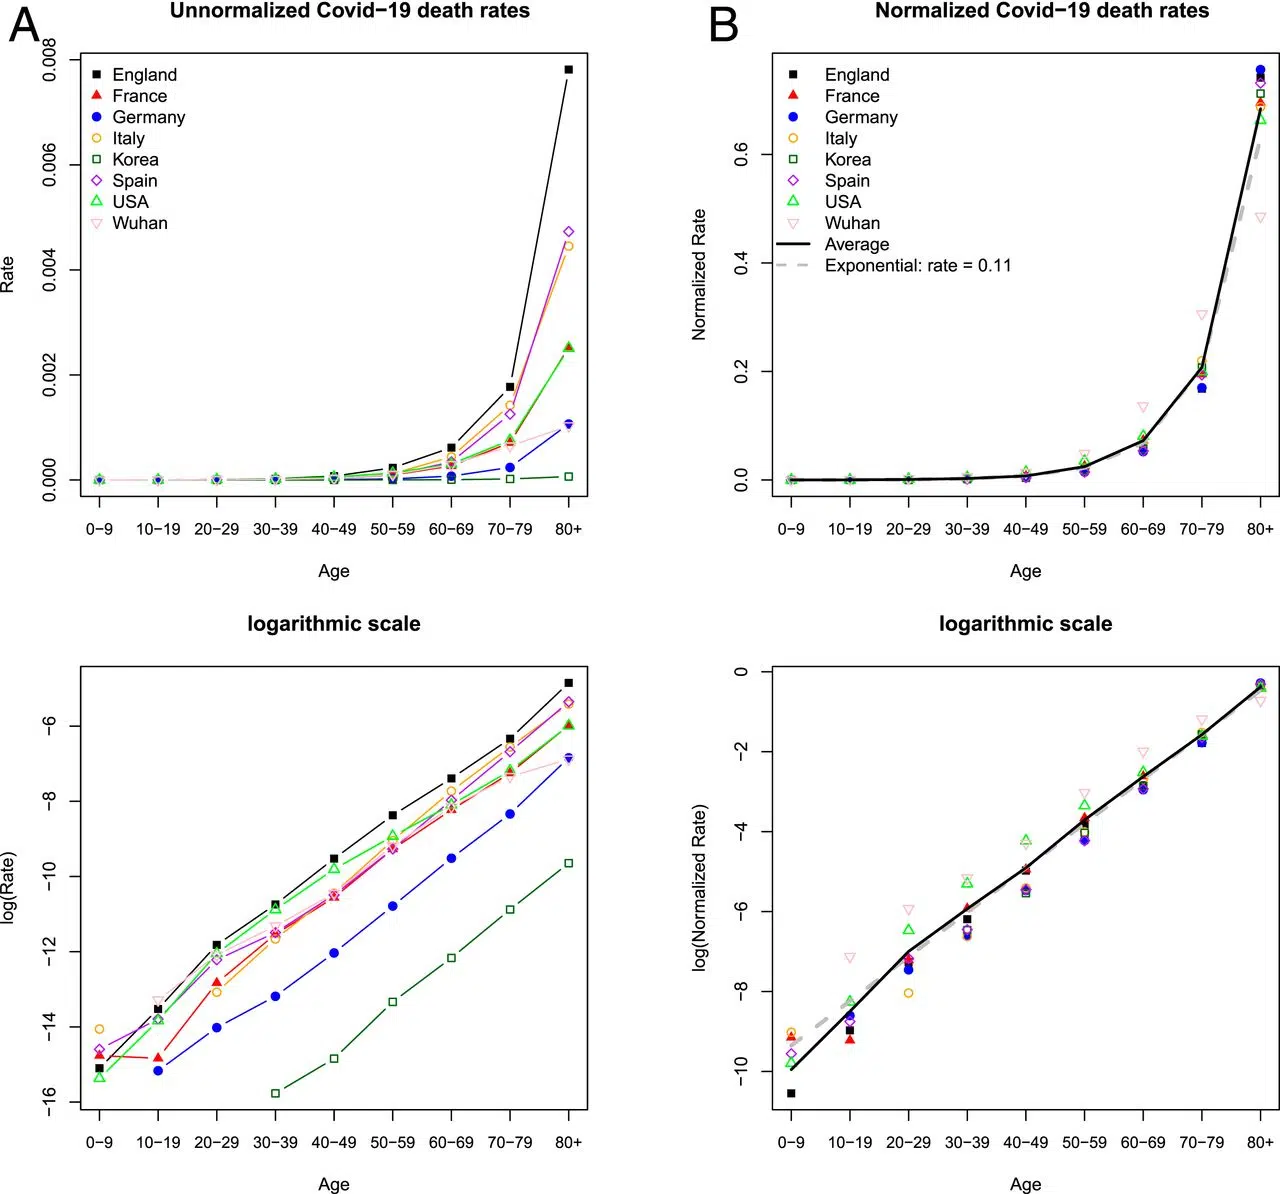 A
Unnormalized Covid−19 death rates
0.008
0.006
0.004
0.002
0.000
Rate
England
France
Germany
Italy
Korea
Spain
USA
Wuhan
0−9 10−19 20−29 30−39 40−49 50−59 60−69 70−79 80+
Age
B
Normalized Covid−19 death rates
0.6
0.4
0.2
0.0
Normalized Rate
England
France
Germany
Italy
Korea
Spain
USA
Wuhan
Average
Exponential: rate = 0.11
0−9 10−19 20−29 30−39 40−49 50−59 60−69 70−79 80+
Age
logarithmic scale
−6
−8
−10
−12
−14
−16
log(Rate)
0−9 10−19 20−29 30−39 40−49 50−59 60−69 70−79 80+
Age
logarithmic scale
0
−2
−4
−6
−8
−10
log(Normalized Rate)
0−9 10−19 20−29 30−39 40−49 50−59 60−69 70−79 80+
Age